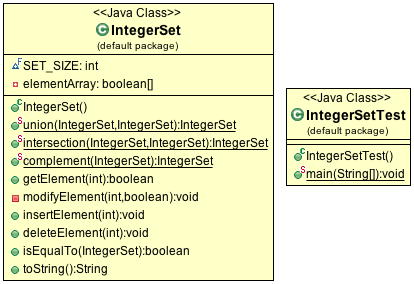 <<Java Class>>
IntegerSet
(default package)
SET_SIZE: int
elementArray: boolean[]
IntegerSet()
union(IntegerSet,IntegerSet):IntegerSet
intersection(IntegerSet,IntegerSet):IntegerSet
complement(IntegerSet):IntegerSet
getElement(int):boolean
modifyElement(int,boolean):void
insertElement(int):void
deleteElement(int):void
isEqualTo(IntegerSet):boolean
toString():String
<<Java Class>>
IntegerSetTest
(default package)
IntegerSetTest()
main(String[]):void